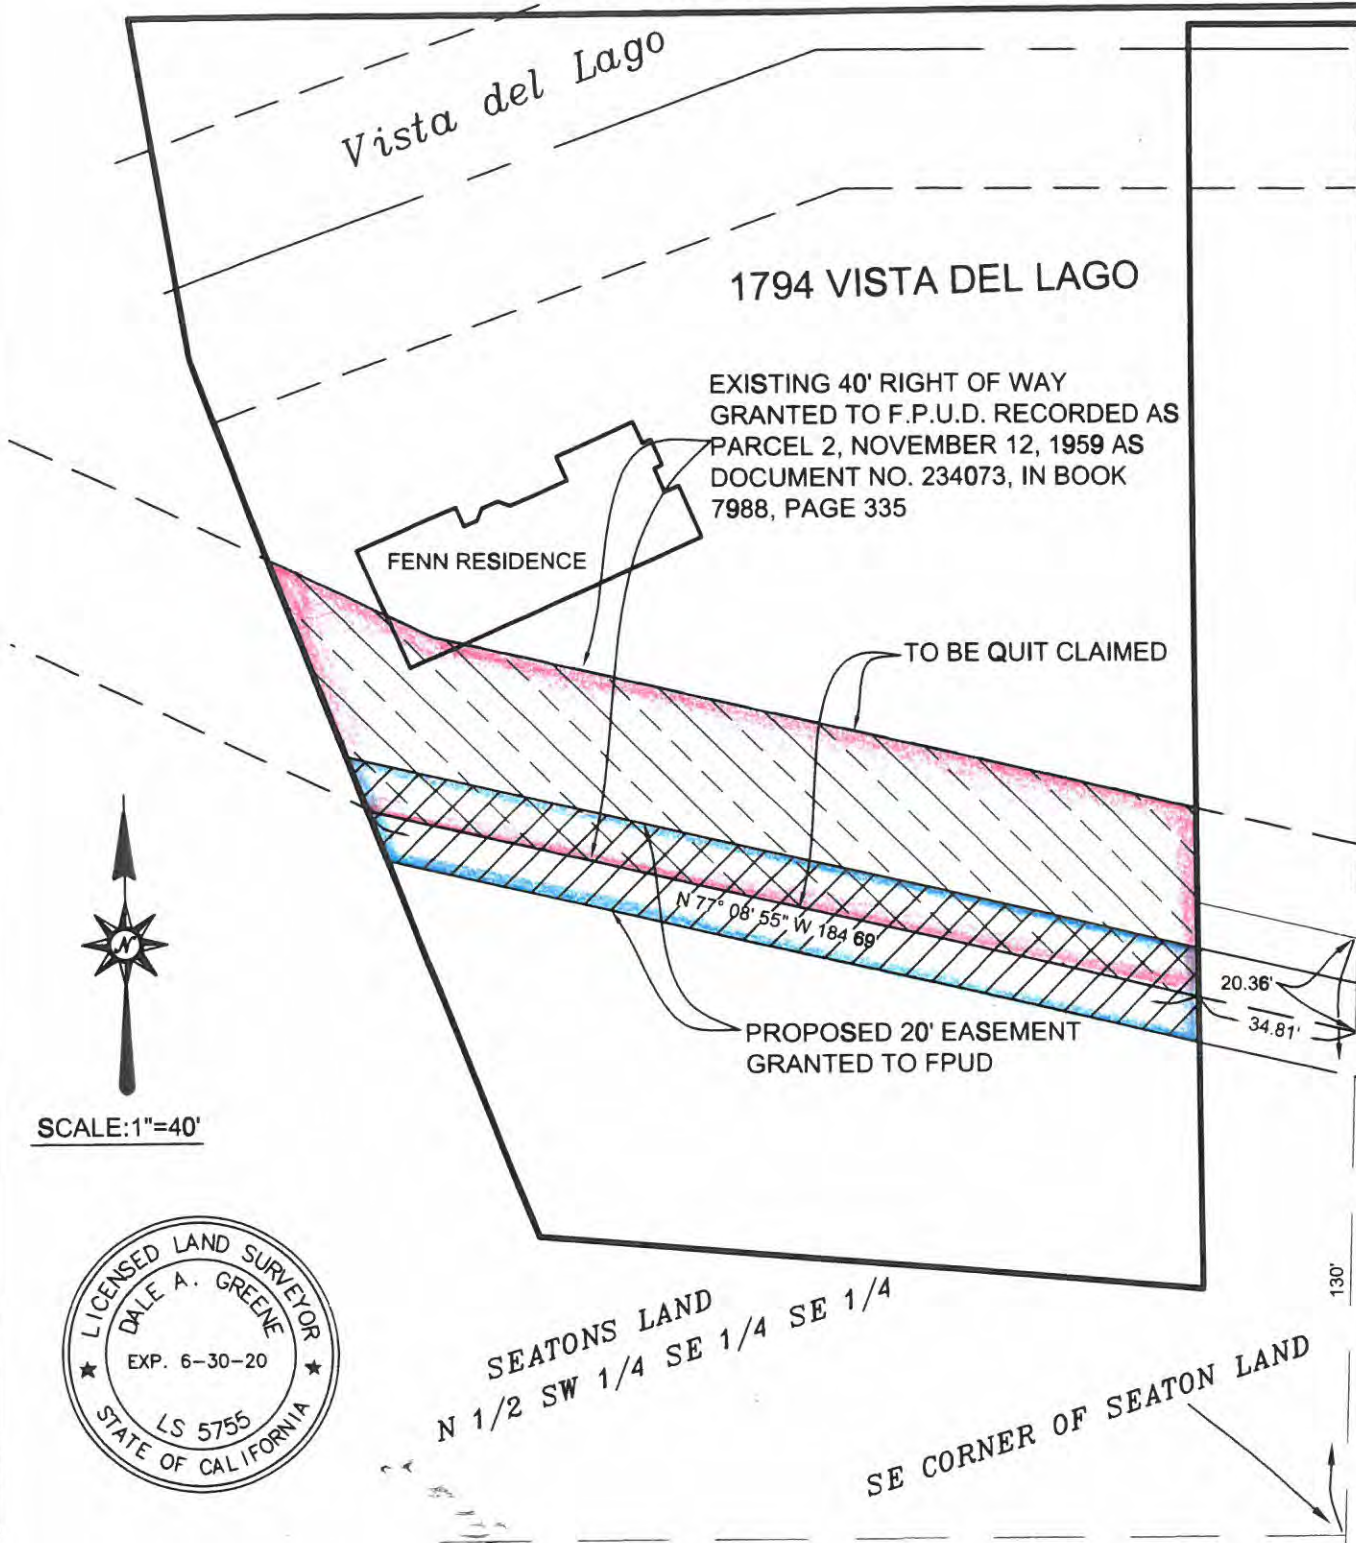 Vista del Lago
1794 VISTA DEL LAGO
EXISTING 40' RIGHT OF WAY
GRANTED TO F.P.U.D. RECORDED AS
PARCEL 2, NOVEMBER 12, 1959 AS
DOCUMENT NO. 234073, IN BOOK
7988, PAGE 335
FENN RESIDENCE
TO BE QUIT CLAIMED
N 77° 08' 55" W 184.69'
20.36'
34.81'
PROPOSED 20' EASEMENT
GRANTED TO FPUD
N
SCALE:1"=40'
LICENSED LAND SURVEYOR
DALE A. GREENE
EXP. 6-30-20
LS 5755
STATE OF CALIFORNIA
130'
SEATONS LAND
N 1/2 SW 1/4 SE 1/4 SE 1/4
SE CORNER OF SEATON LAND